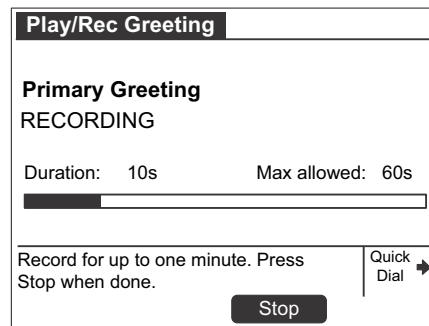 Play/Rec Greeting
Primary Greeting
RECORDING
Duration: 10s Max allowed: 60s
Record for up to one minute. Press
Stop when done.
Quick
Dial
Stop